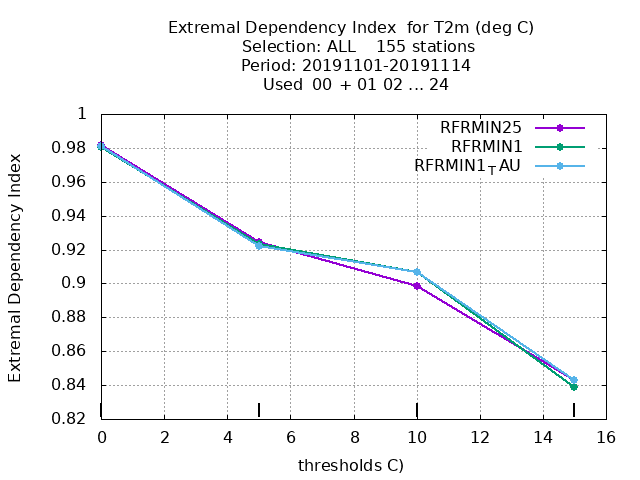 Extremal Dependency Index for T2m (deg C)
Selection: ALL 155 stations
Period: 20191101-20191114
Used 00 + 01 02 ... 24
RFRMIN25
RFRMIN1
RFRMIN1TAU
Extremal Dependency Index
1
0.98
0.96
0.94
0.92
0.9
0.88
0.86
0.84
0.82
0 2 4 6 8 10 12 14 16
thresholds C)